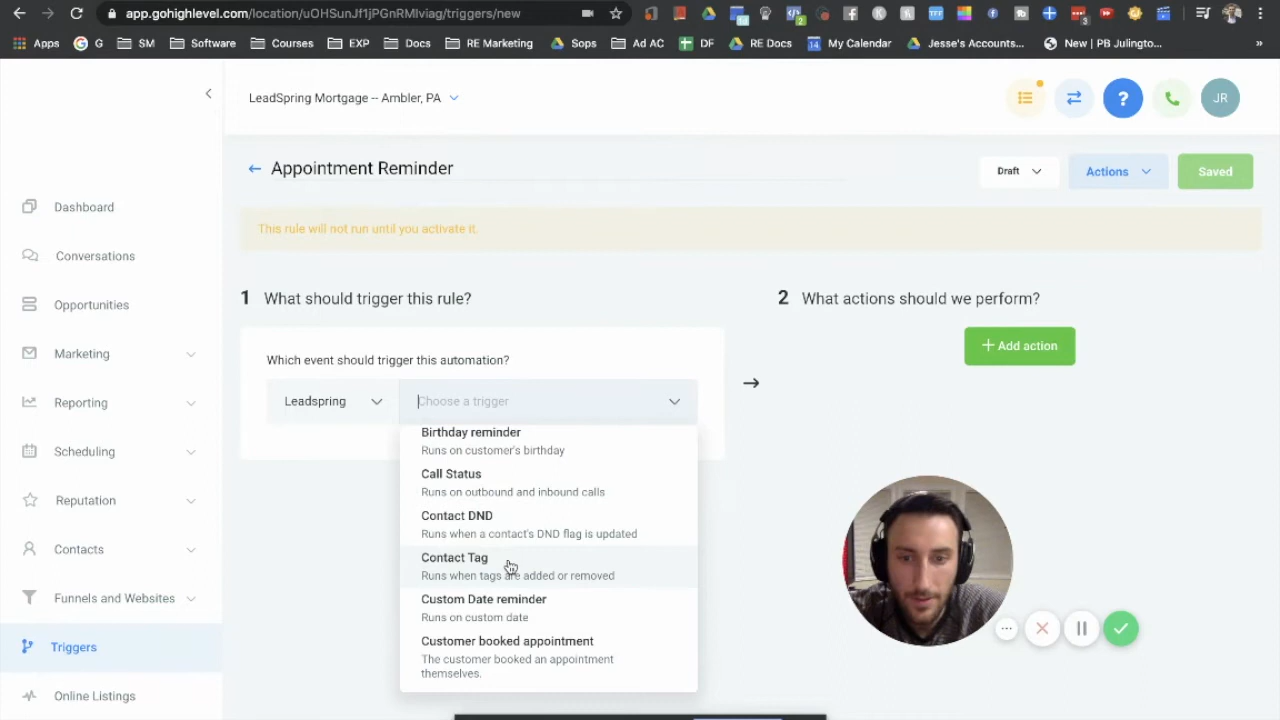 app.gohighlevel.com/location/uOHSunJf1jPGnRMIviag/triggers/new
Apps
G
SM
Software
Courses
EXP
Docs
RE Marketing
Sops
Ad AC
DF
RE Docs
My Calendar
Jesse's Accounts...
New | PB Julingto...
»
LeadSpring Mortgage -- Ambler, PA
?
JR
Appointment Reminder
Draft
Actions
Saved
This rule will not run until you activate it.
Dashboard
Conversations
Opportunities
Marketing
Reporting
Scheduling
Reputation
Contacts
Funnels and Websites
Triggers
Online Listings
1 What should trigger this rule?
Which event should trigger this automation?
Leadspring
Choose a trigger
Birthday reminder
Runs on customer's birthday
Call Status
Runs on outbound and inbound calls
Contact DND
Runs when a contact's DND flag is updated
Contact Tag
Runs when tags are added or removed
Custom Date reminder
Runs on custom date
Customer booked appointment
The customer booked an appointment
themselves.
2 What actions should we perform?
+ Add action